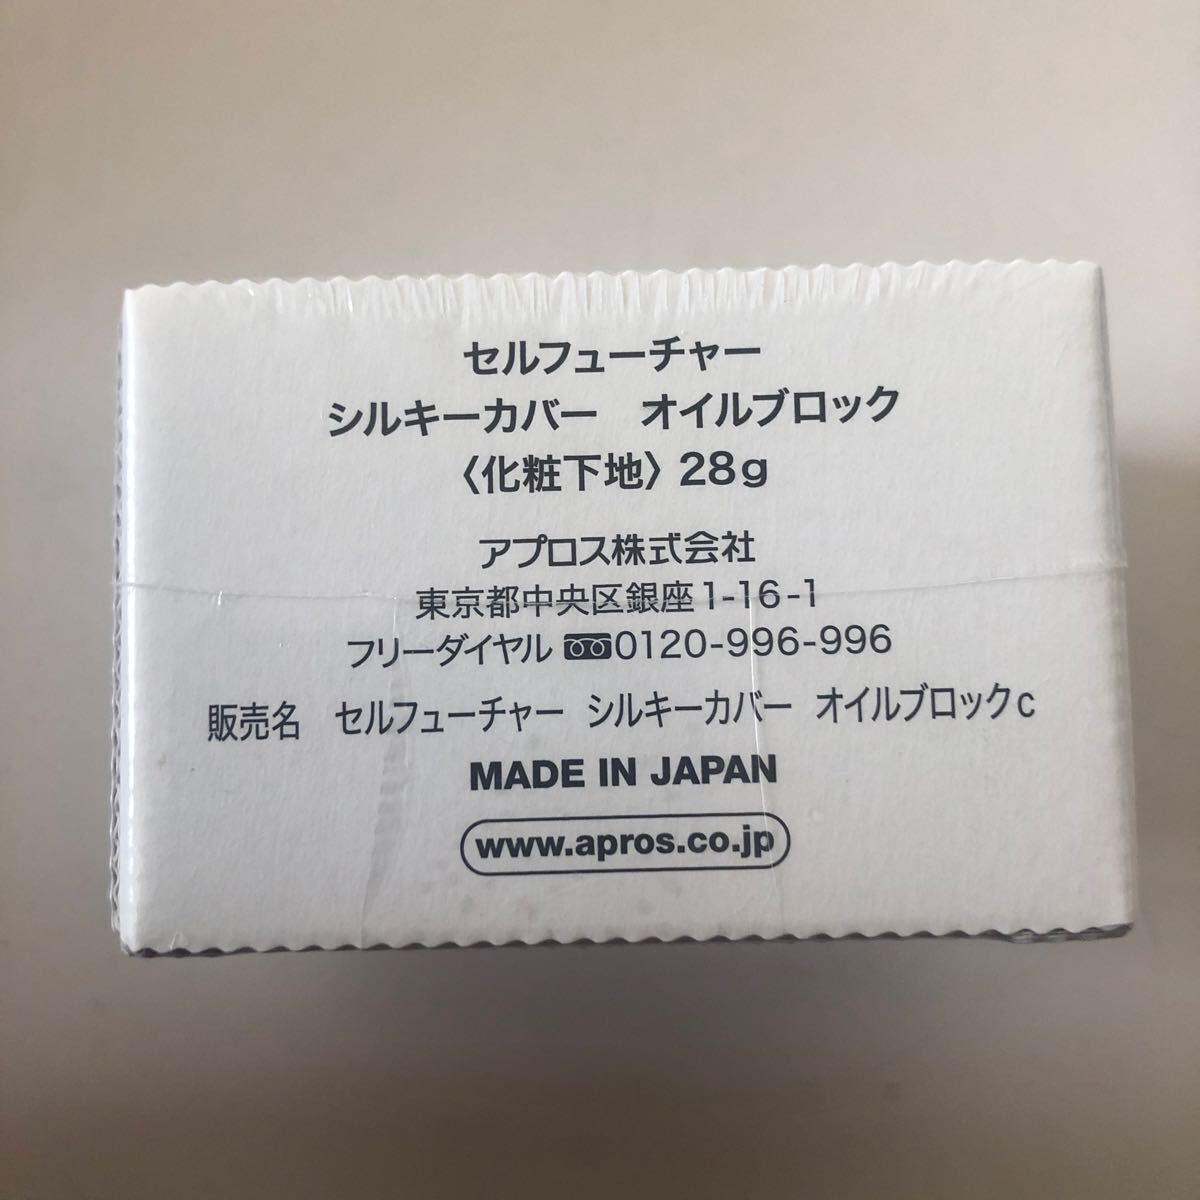 セルフューチャー
シルキーカバー　オイルブロック
〈化粧下地〉28g
アプロス株式会社
東京都中央区銀座1-16-1
フリーダイヤル 0120-996-996
販売名　セルフューチャー　シルキーカバー　オイルブロックc
MADE IN JAPAN
www.apros.co.jp